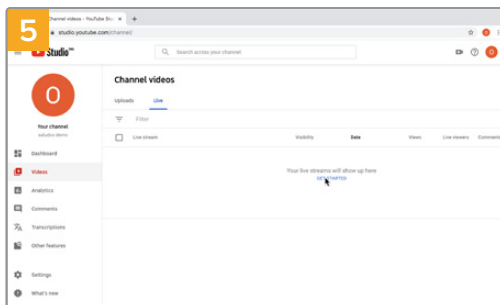 5
Channel videos - YouTube Stu
studio.youtube.com/channel/
Studio
Search across your channel
O
O
Your channel
paludour demo
Dashboard
Videos
Analytics
Comments
Transcriptions
Other features
Settings
What's new
Channel videos
Uploads Live
Filter
Live stream Visibility Date Views Live viewers Comments
Your live streams will show up here
GET STARTED